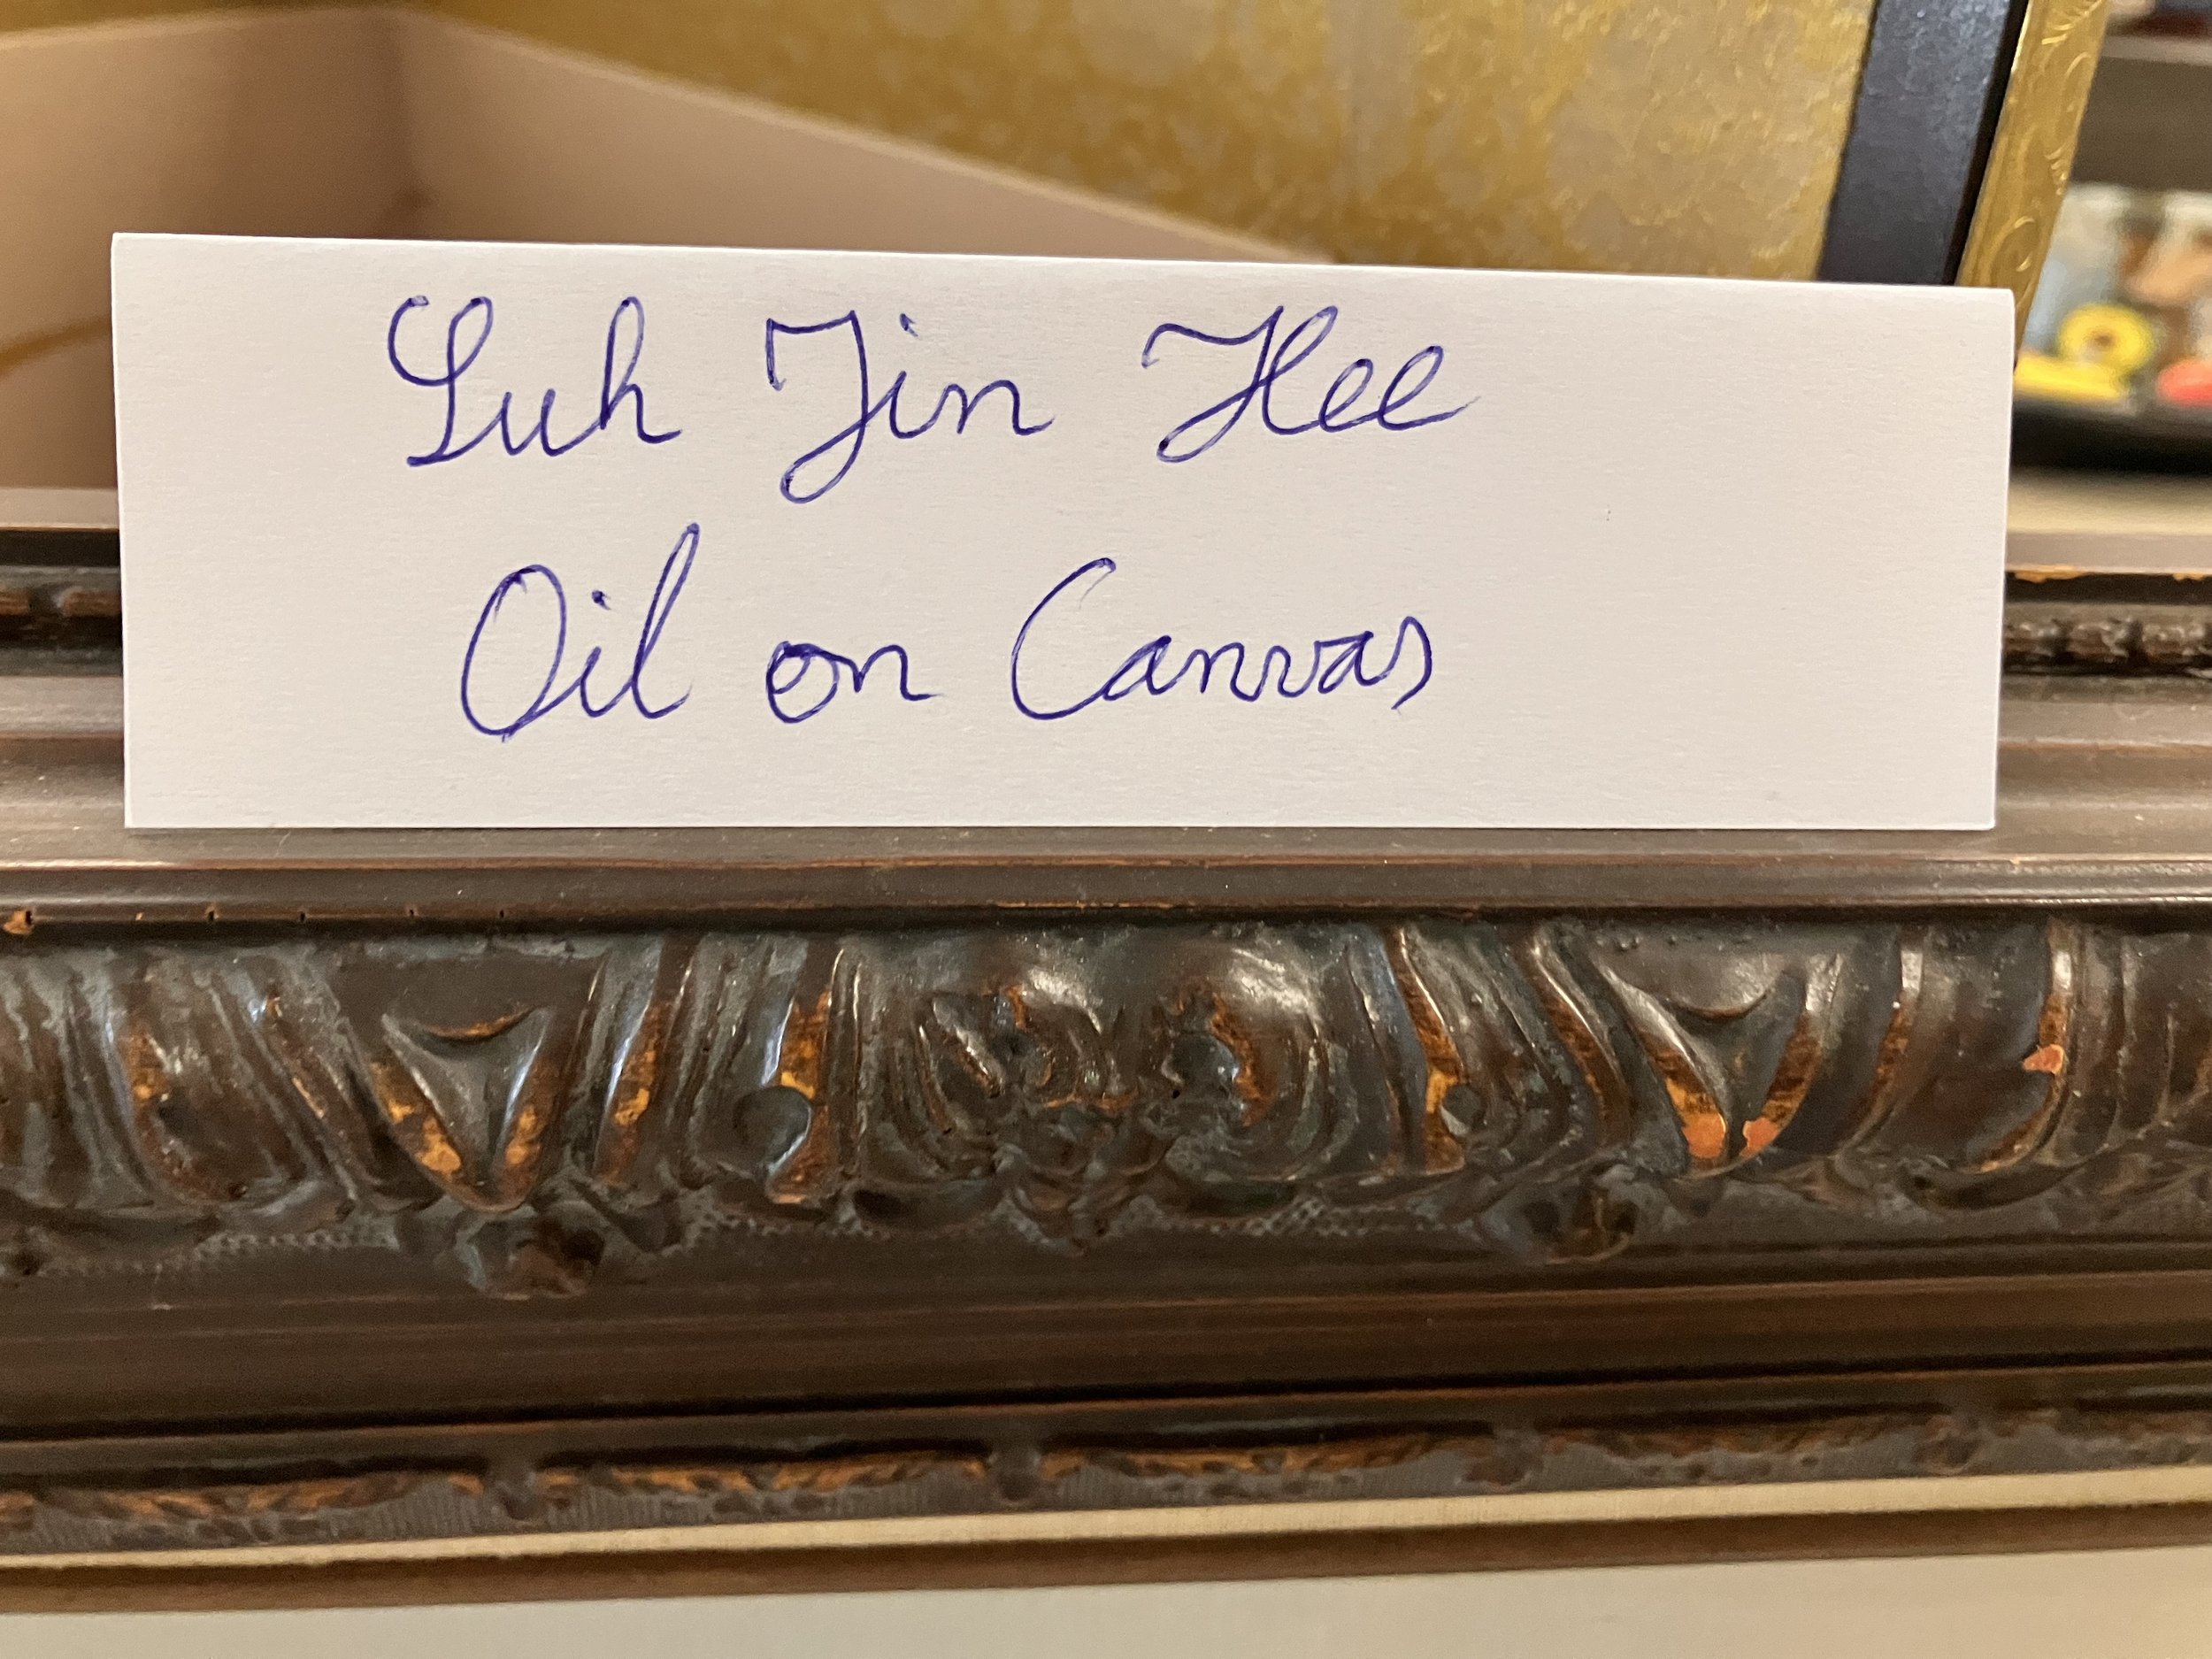 Suh Jin Hee
Oil on Canvas